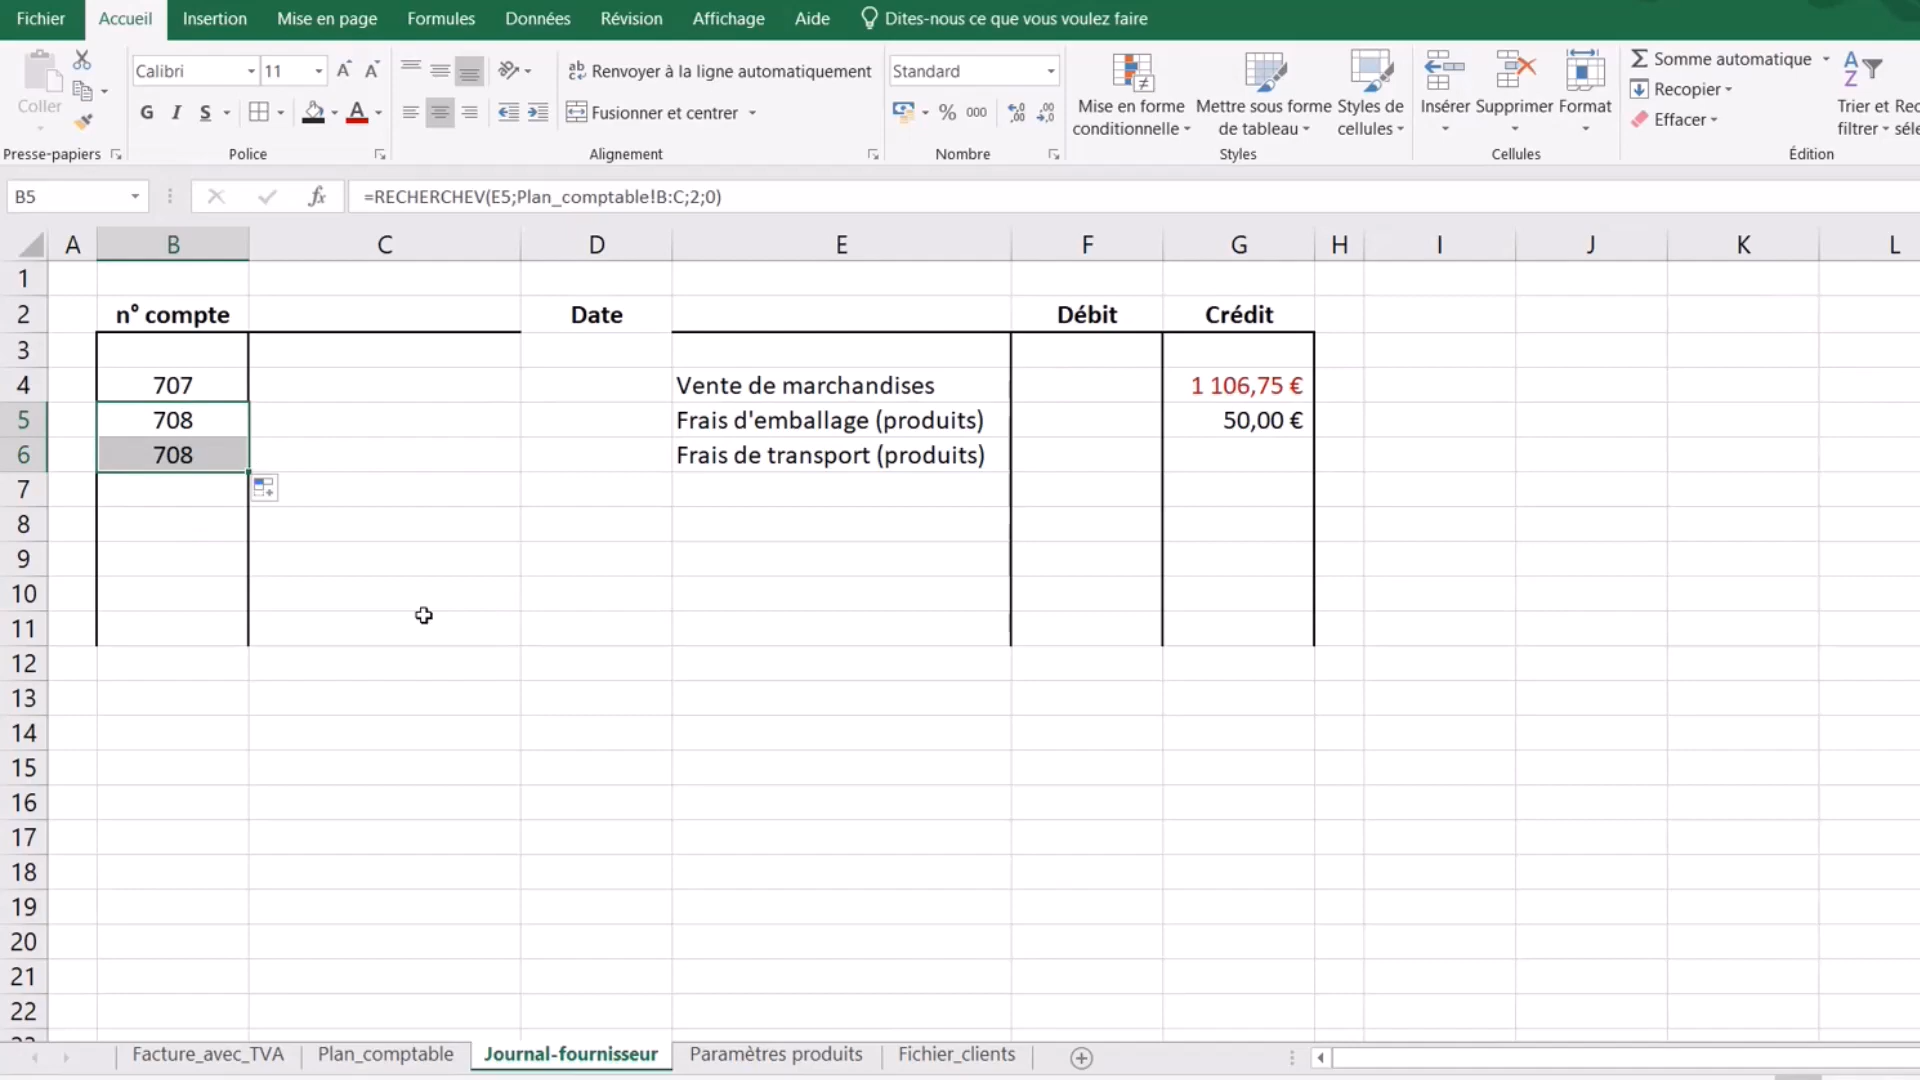 Fichier Accueil Insertion Mise en page Formules Données Révision Affichage Aide Dites-nous ce que vous voulez faire
Coller
Calibri 11 A A
G I S A
ab Renvoyer à la ligne automatiquement
Fusionner et centrer
Standard
% 000
Mise en forme conditionnelle
Mettre sous forme de tableau
Styles de cellules
Insérer Supprimer Format
Somme automatique
Recopier
Effacer
Trier et filtrer
Presse-papiers Police Alignement Nombre Styles Cellules Édition
B5 fx =RECHERCHEV(E5;Plan_comptable!B:C;2;0)
A B C D E F G H I J K L
1
2 n° compte Date Débit Crédit
3
4 707 Vente de marchandises 1 106,75 €
5 708 Frais d'emballage (produits) 50,00 €
6 708 Frais de transport (produits)
7
8
9
10
11
12
13
14
15
16
17
18
19
20
21
22
Facture_avec_TVA Plan_comptable Journal-fournisseur Paramètres produits Fichier_clients